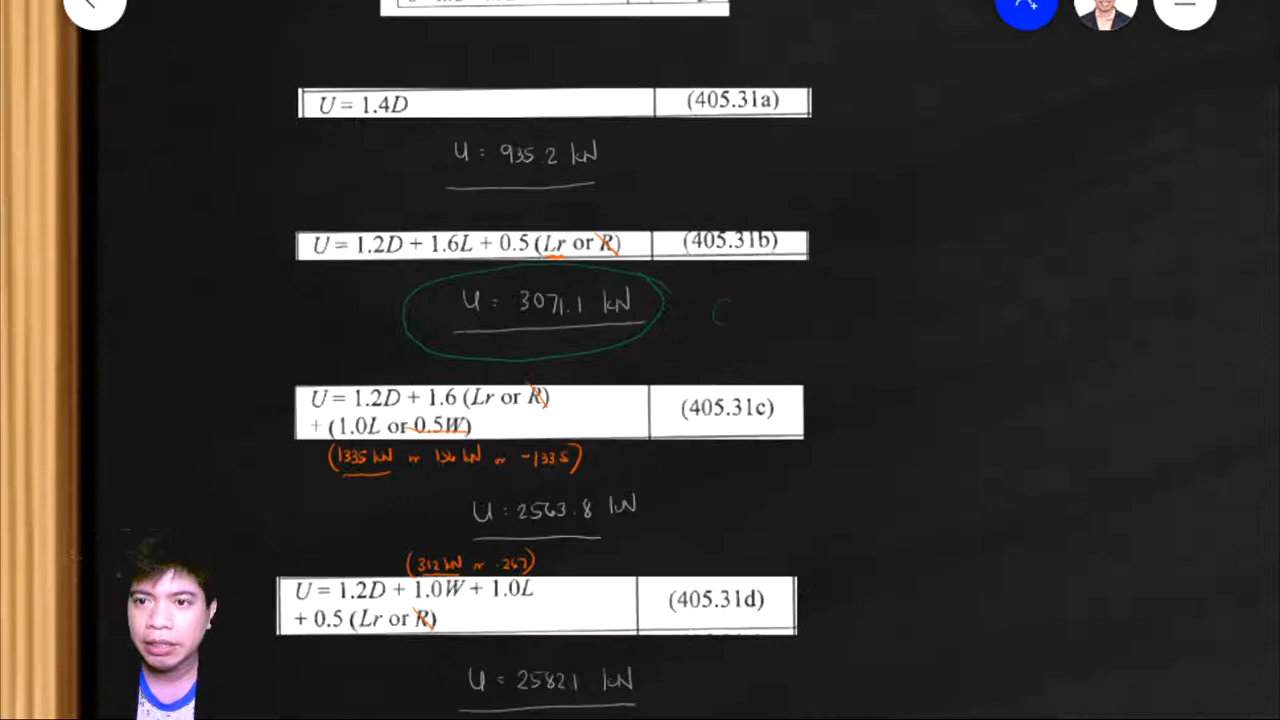 U = 1.4D (405.31a)
U = 935.2 kN
U = 1.2D + 1.6L + 0.5 (Lr or R) (405.31b)
U = 3071.1 kN
C
U = 1.2D + 1.6 (Lr or R)
+ (1.0L or 0.5W) (405.31c)
(1335 kN or 156 kN or -133.5)
U = 2563.8 kN
(312 kN or -267)
U = 1.2D + 1.0W + 1.0L
+ 0.5 (Lr or R) (405.31d)
U = 2582.1 kN